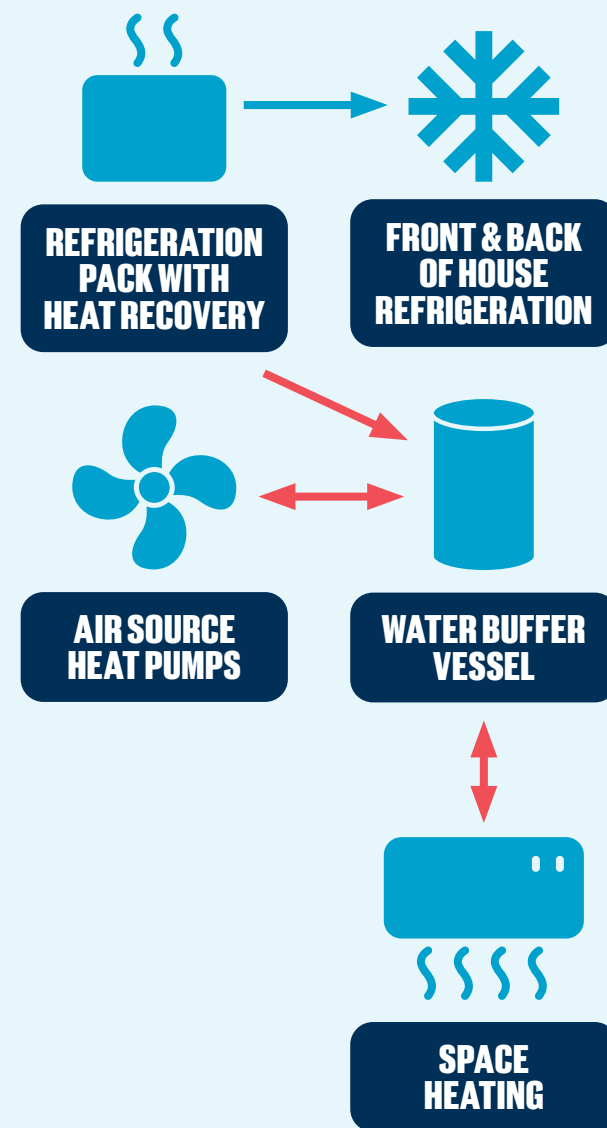 REFRIGERATION
PACK WITH
HEAT RECOVERY
FRONT & BACK
OF HOUSE
REFRIGERATION
AIR SOURCE
HEAT PUMPS
WATER BUFFER
VESSEL
SPACE
HEATING